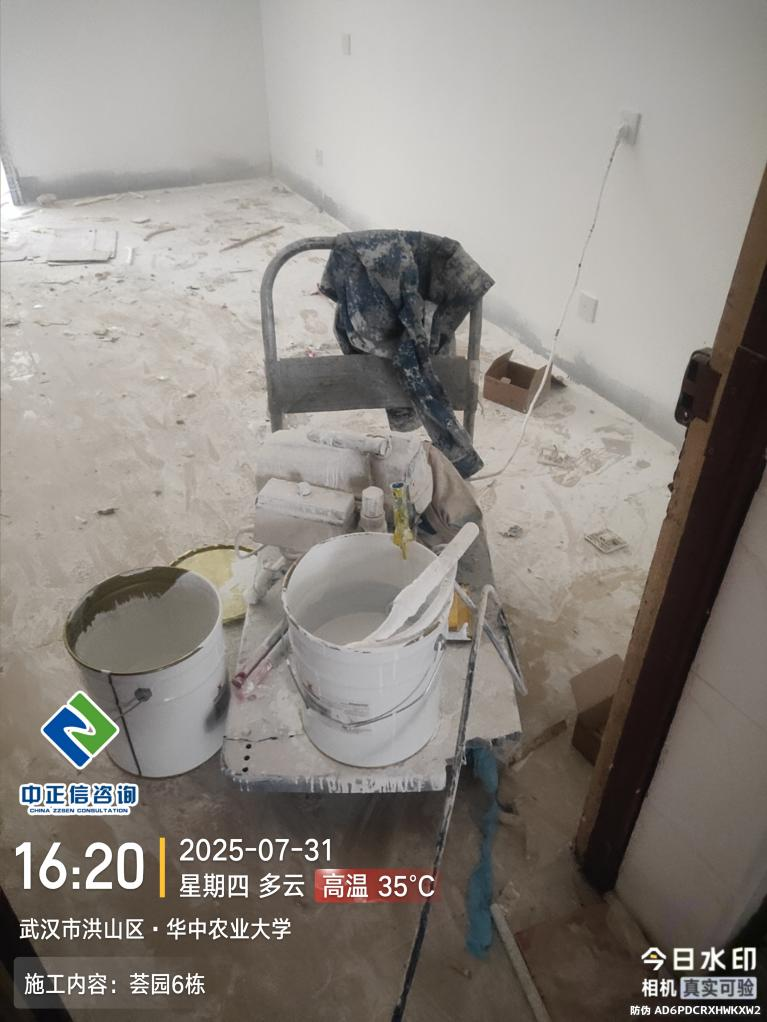 中正信咨询
CHINA ZZSEN CONSULTATION
16:20
2025-07-31
星期四 多云 高温 35°C
武汉市洪山区·华中农业大学
施工内容：荟园6栋
今日水印
相机 真实可验
防伪 AD6PDCRXHWKXW2